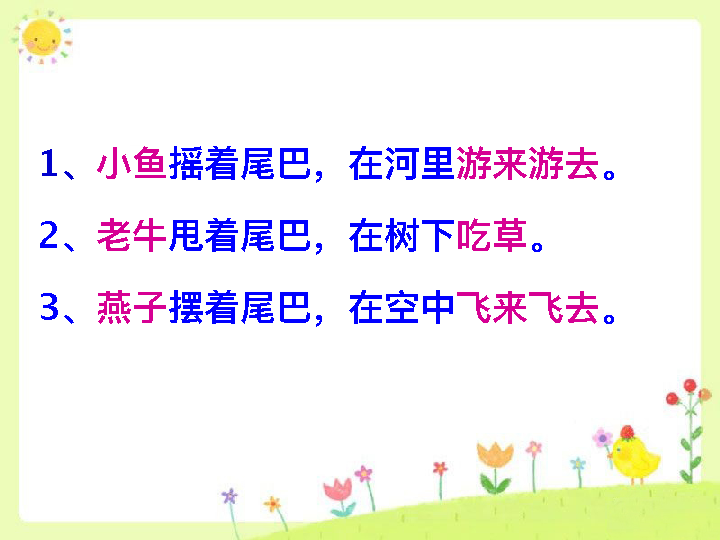 1、小鱼摇着尾巴，在河里游来游去。
2、老牛甩着尾巴，在树下吃草。
3、燕子摆着尾巴，在空中飞来飞去。